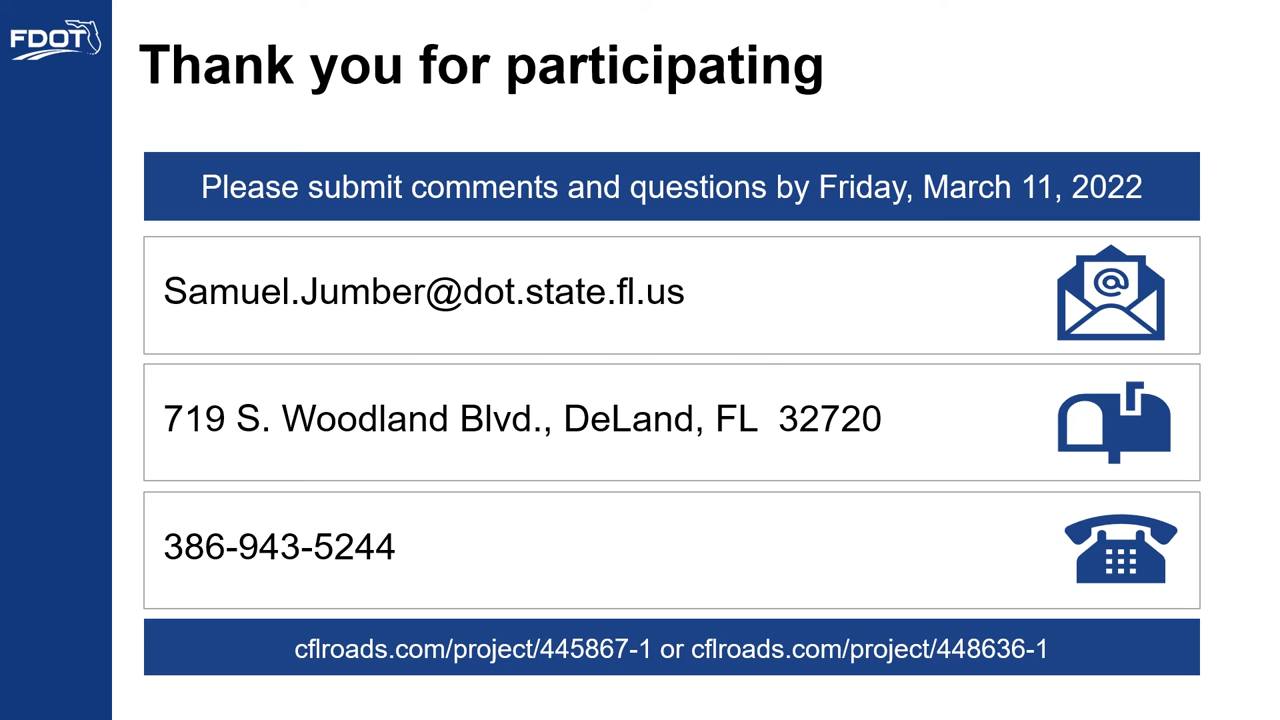 FDOT
Thank you for participating
Please submit comments and questions by Friday, March 11, 2022
Samuel.Jumber@dot.state.fl.us
@
719 S. Woodland Blvd., DeLand, FL  32720
386-943-5244
cflroads.com/project/445867-1 or cflroads.com/project/448636-1